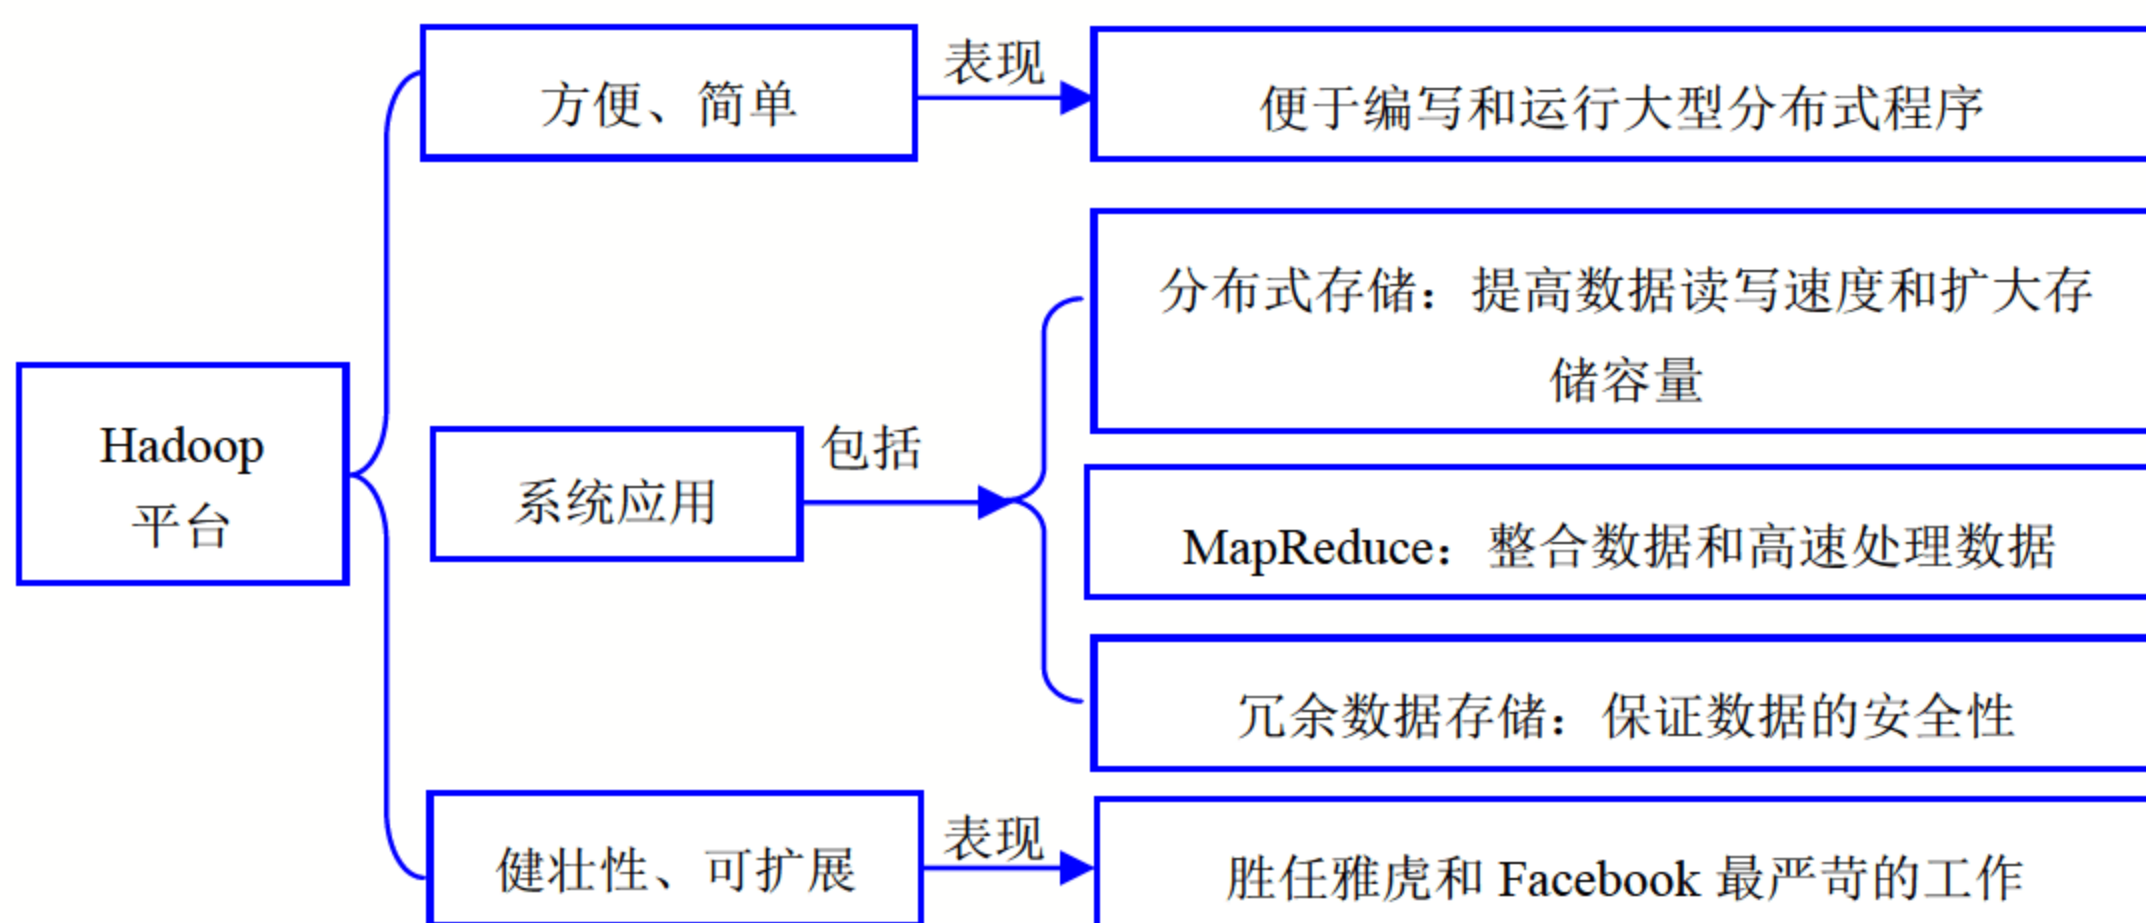 方便、简单
表现
便于编写和运行大型分布式程序
Hadoop
平台
系统应用
包括
分布式存储：提高数据读写速度和扩大存
储容量
MapReduce：整合数据和高速处理数据
冗余数据存储：保证数据的安全性
健壮性、可扩展
表现
胜任雅虎和 Facebook 最严苛的工作